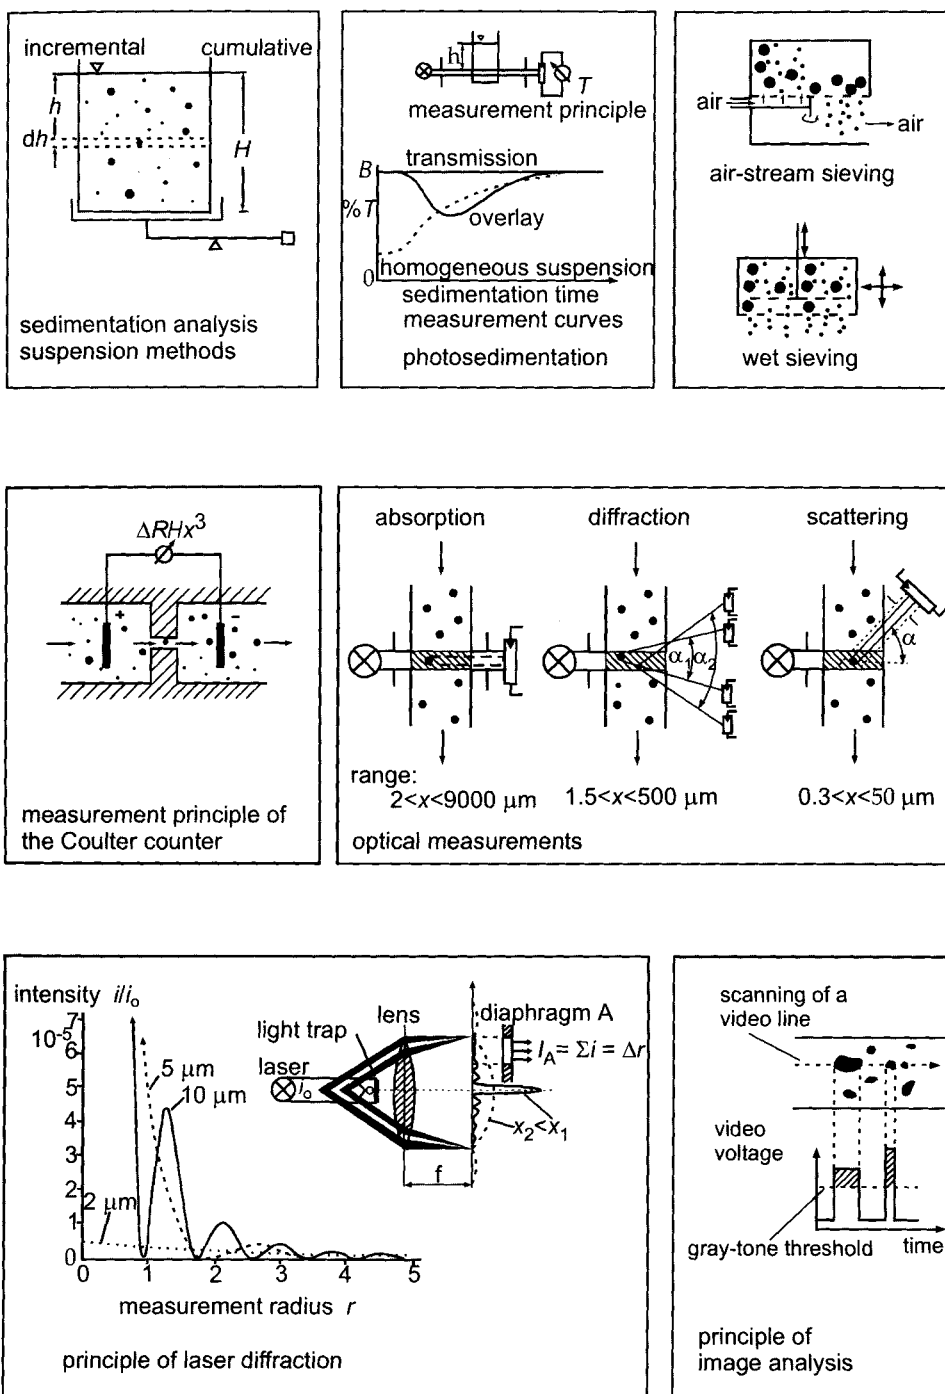 incremental cumulative
h
dh
H
sedimentation analysis
suspension methods
h
T
measurement principle
B transmission
%T
overlay
0 homogeneous suspension
sedimentation time
measurement curves
photosedimentation
air
air
air-stream sieving
wet sieving
ΔRHx³
+ −
measurement principle of
the Coulter counter
absorption diffraction scattering
α₁ α₂
α
range:
2<x<9000 µm 1.5<x<500 µm 0.3<x<50 µm
optical measurements
intensity i/i₀
7
10⁻⁵
6
5
4
3
2
1
0
5 µm
10 µm
2 µm
0 1 2 3 4 5
measurement radius r
laser
i₀
light trap
lens
diaphragm A
I_A = Σi = Δr
x₂<x₁
f
principle of laser diffraction
scanning of a
video line
video
voltage
gray-tone threshold
time
principle of
image analysis